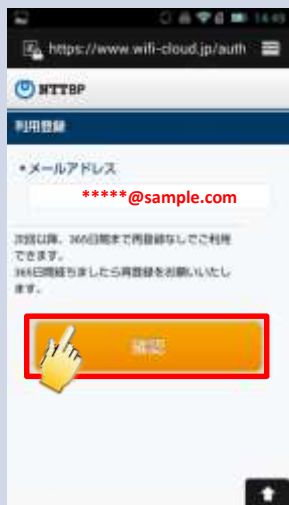 14:49
https://www.wifi-cloud.jp/auth
NTTBP
利用登録
•メールアドレス
*****@sample.com
次回以降、365日間まで再登録なしでご利用
できます。
365日間経ちましたら再登録をお願いいたし
ます。
確認